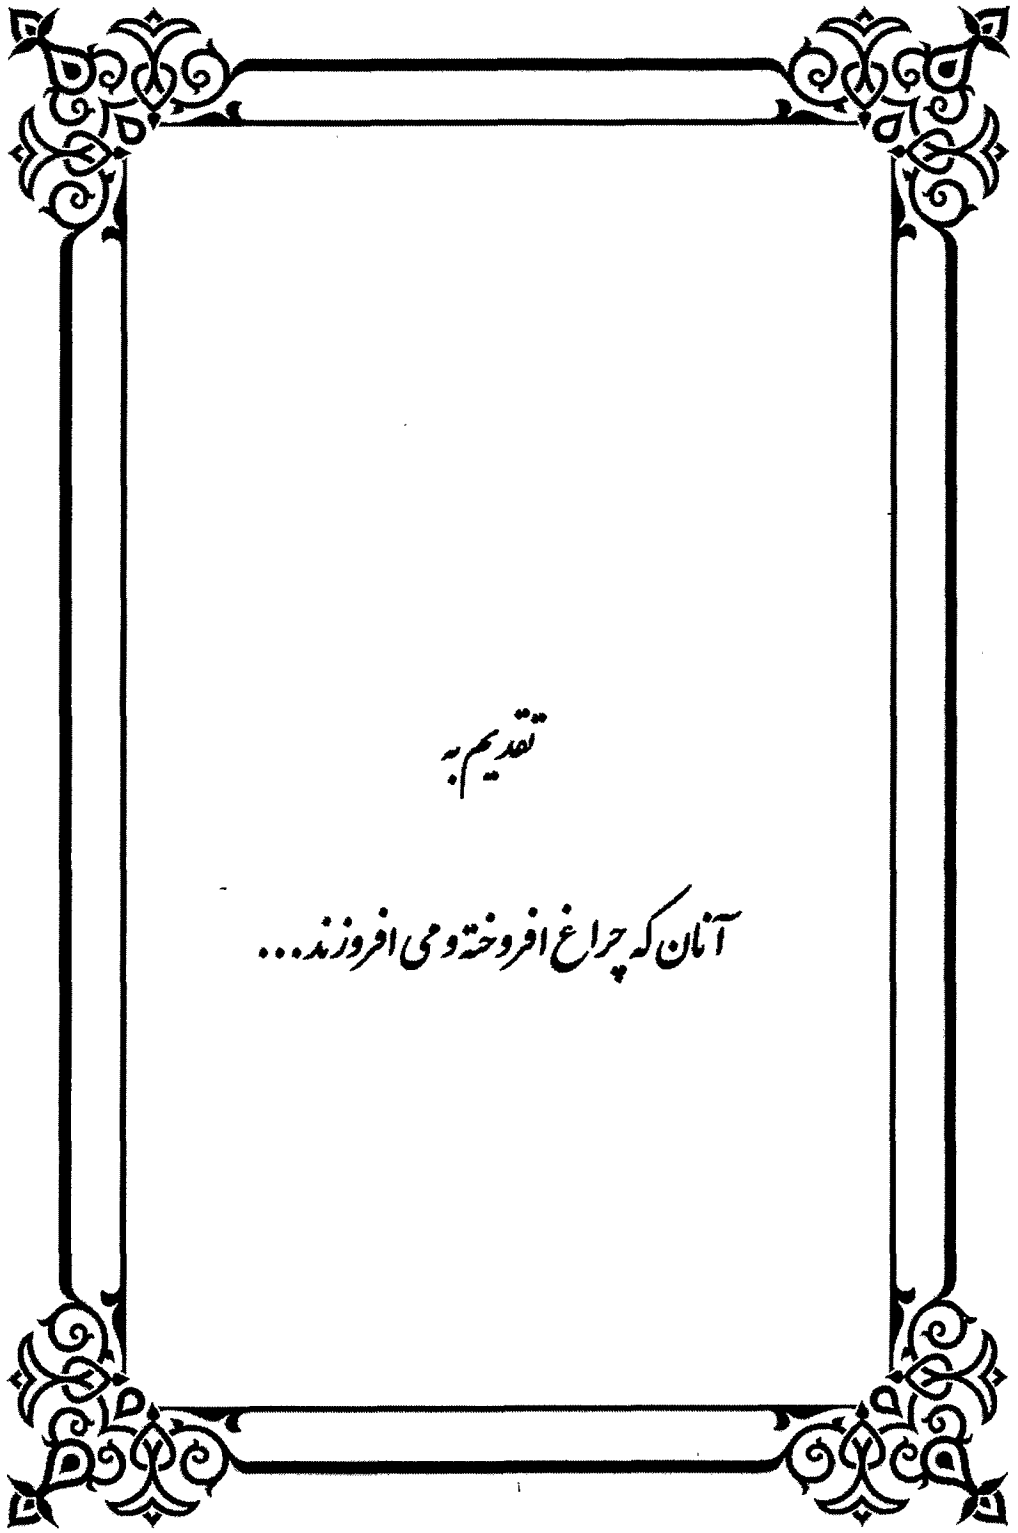 تقدیم به
آنان که چراغ افروخته و می افروزند...